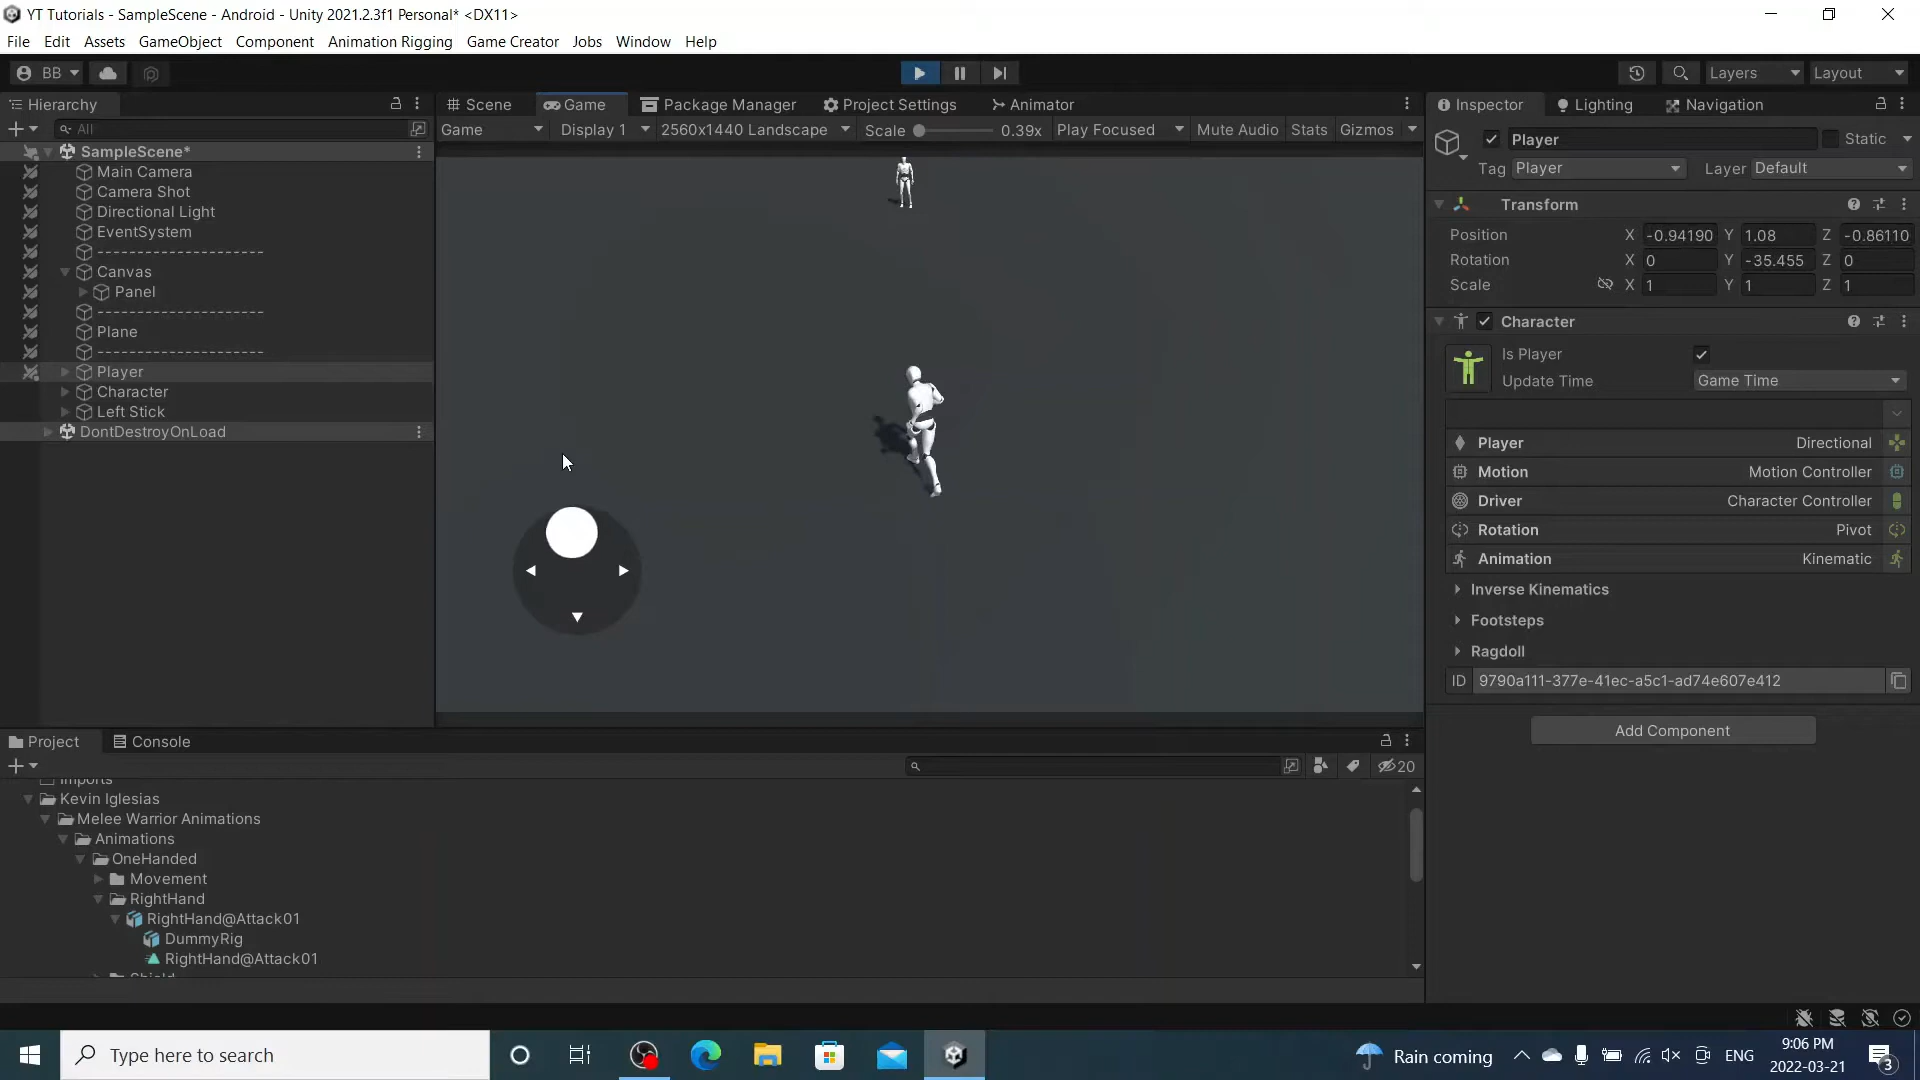 YT Tutorials - SampleScene - Android - Unity 2021.2.3f1 Personal* <DX11>
File Edit Assets GameObject Component Animation Rigging Game Creator Jobs Window Help
BB Layers Layout
Hierarchy Scene Game Package Manager Project Settings Animator Inspector Lighting Navigation
All Game Display 1 2560x1440 Landscape Scale 0.39x Play Focused Mute Audio Stats Gizmos
Player Static
Tag Player Layer Default
SampleScene*
Main Camera
Camera Shot
Directional Light
EventSystem
---------------------
Canvas
Panel
---------------------
Plane
---------------------
Player
Character
Left Stick
DontDestroyOnLoad
Transform
Position X -0.94190 Y 1.08 Z -0.86110
Rotation X 0 Y -35.455 Z 0
Scale X 1 Y 1 Z 1
Character
Is Player
Update Time Game Time
Player Directional
Motion Motion Controller
Driver Character Controller
Rotation Pivot
Animation Kinematic
Inverse Kinematics
Footsteps
Ragdoll
ID 9790a111-377e-41ec-a5c1-ad74e607e412
Add Component
Project Console
20
Imports
Kevin Iglesias
Melee Warrior Animations
Animations
OneHanded
Movement
RightHand
RightHand@Attack01
DummyRig
RightHand@Attack01
Shield
Type here to search
Rain coming ENG
9:06 PM
2022-03-21
3